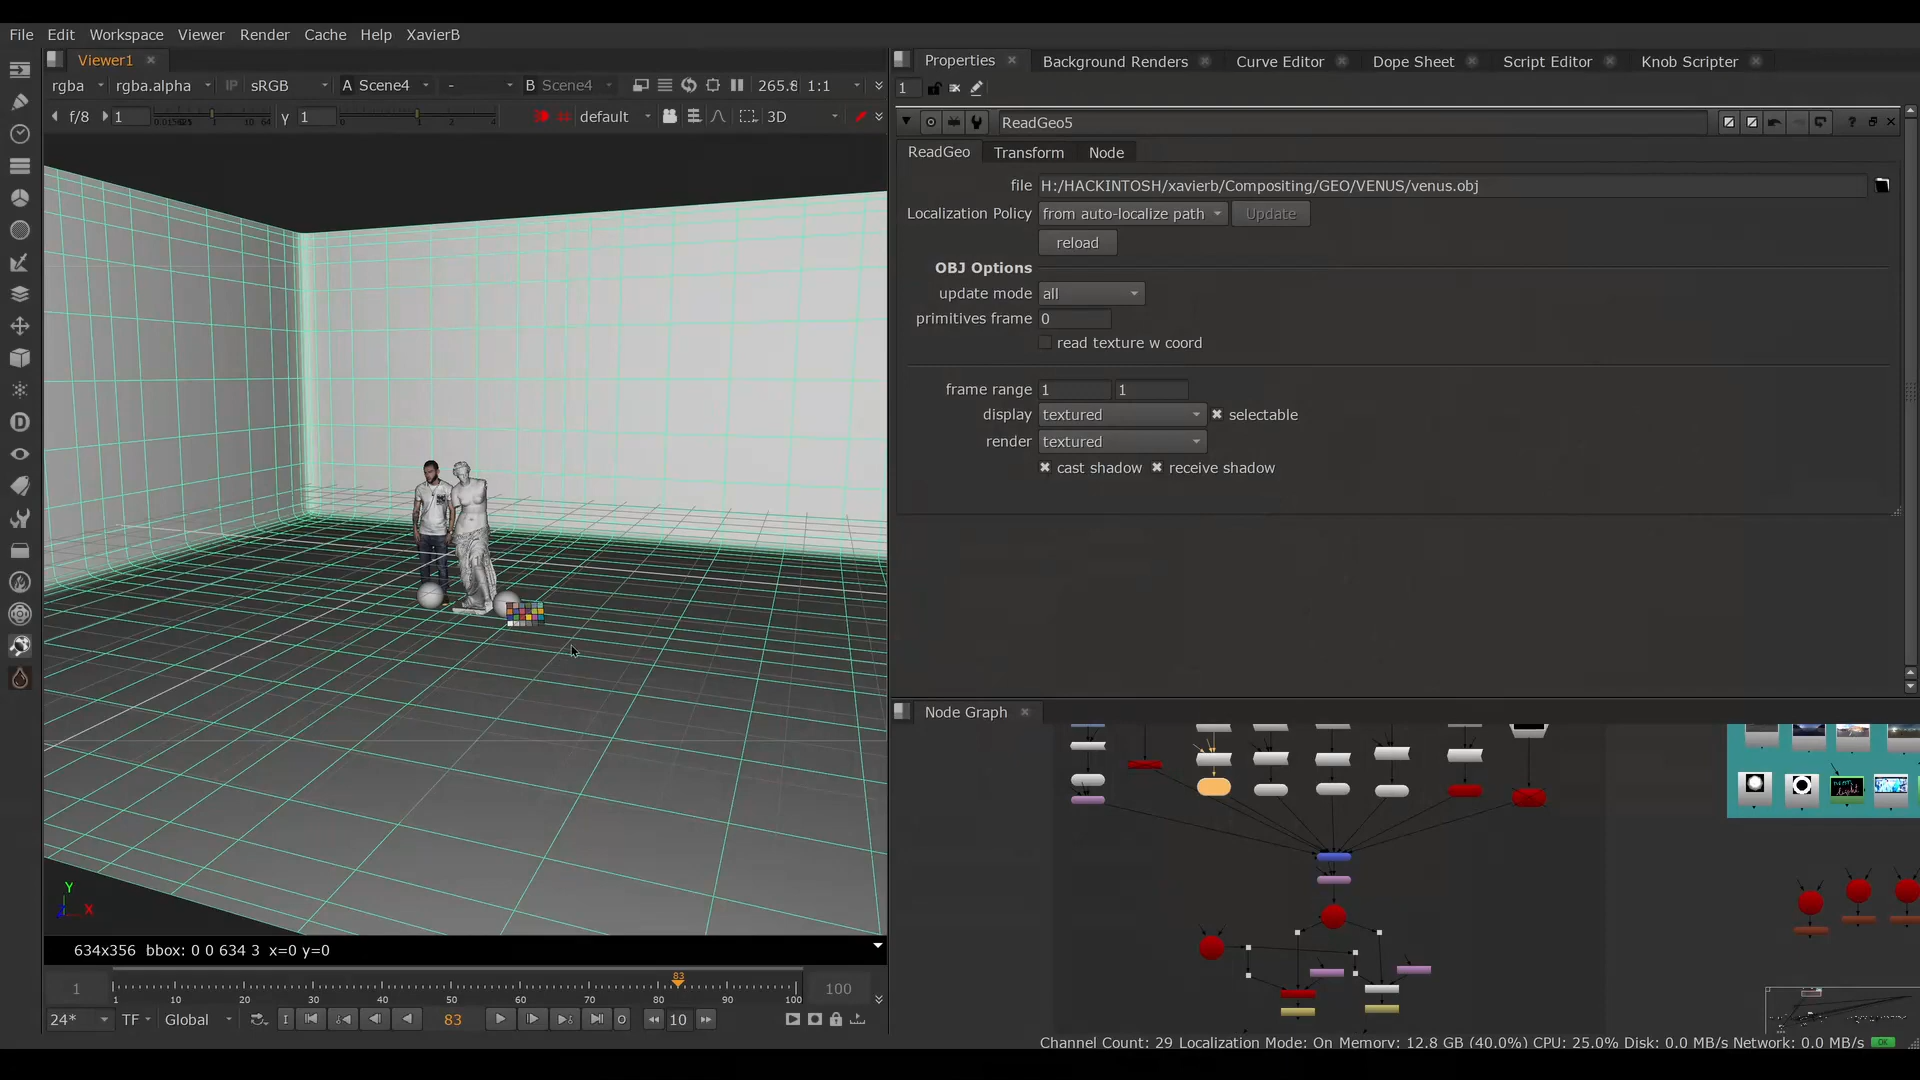 File Edit Workspace Viewer Render Cache Help XavierB
Viewer1
rgba rgba.alpha IP sRGB A Scene4 - B Scene4 265.8 1:1
f/8 1 y 1 default 3D
Y
X
634x356 bbox: 0 0 634 3 x=0 y=0
83
1 1 10 20 30 40 50 60 70 80 90 100 100
24* TF Global I 83 O 10
Properties Background Renders Curve Editor Dope Sheet Script Editor Knob Scripter
1
ReadGeo5 ?
ReadGeo Transform Node
file H:/HACKINTOSH/xavierb/Compositing/GEO/VENUS/venus.obj
Localization Policy from auto-localize path Update
reload
OBJ Options
update mode all
primitives frame 0
read texture w coord
frame range 1 1
display textured selectable
render textured
cast shadow receive shadow
Node Graph
Channel Count: 29 Localization Mode: On Memory: 12.8 GB (40.0%) CPU: 25.0% Disk: 0.0 MB/s Network: 0.0 MB/s OK